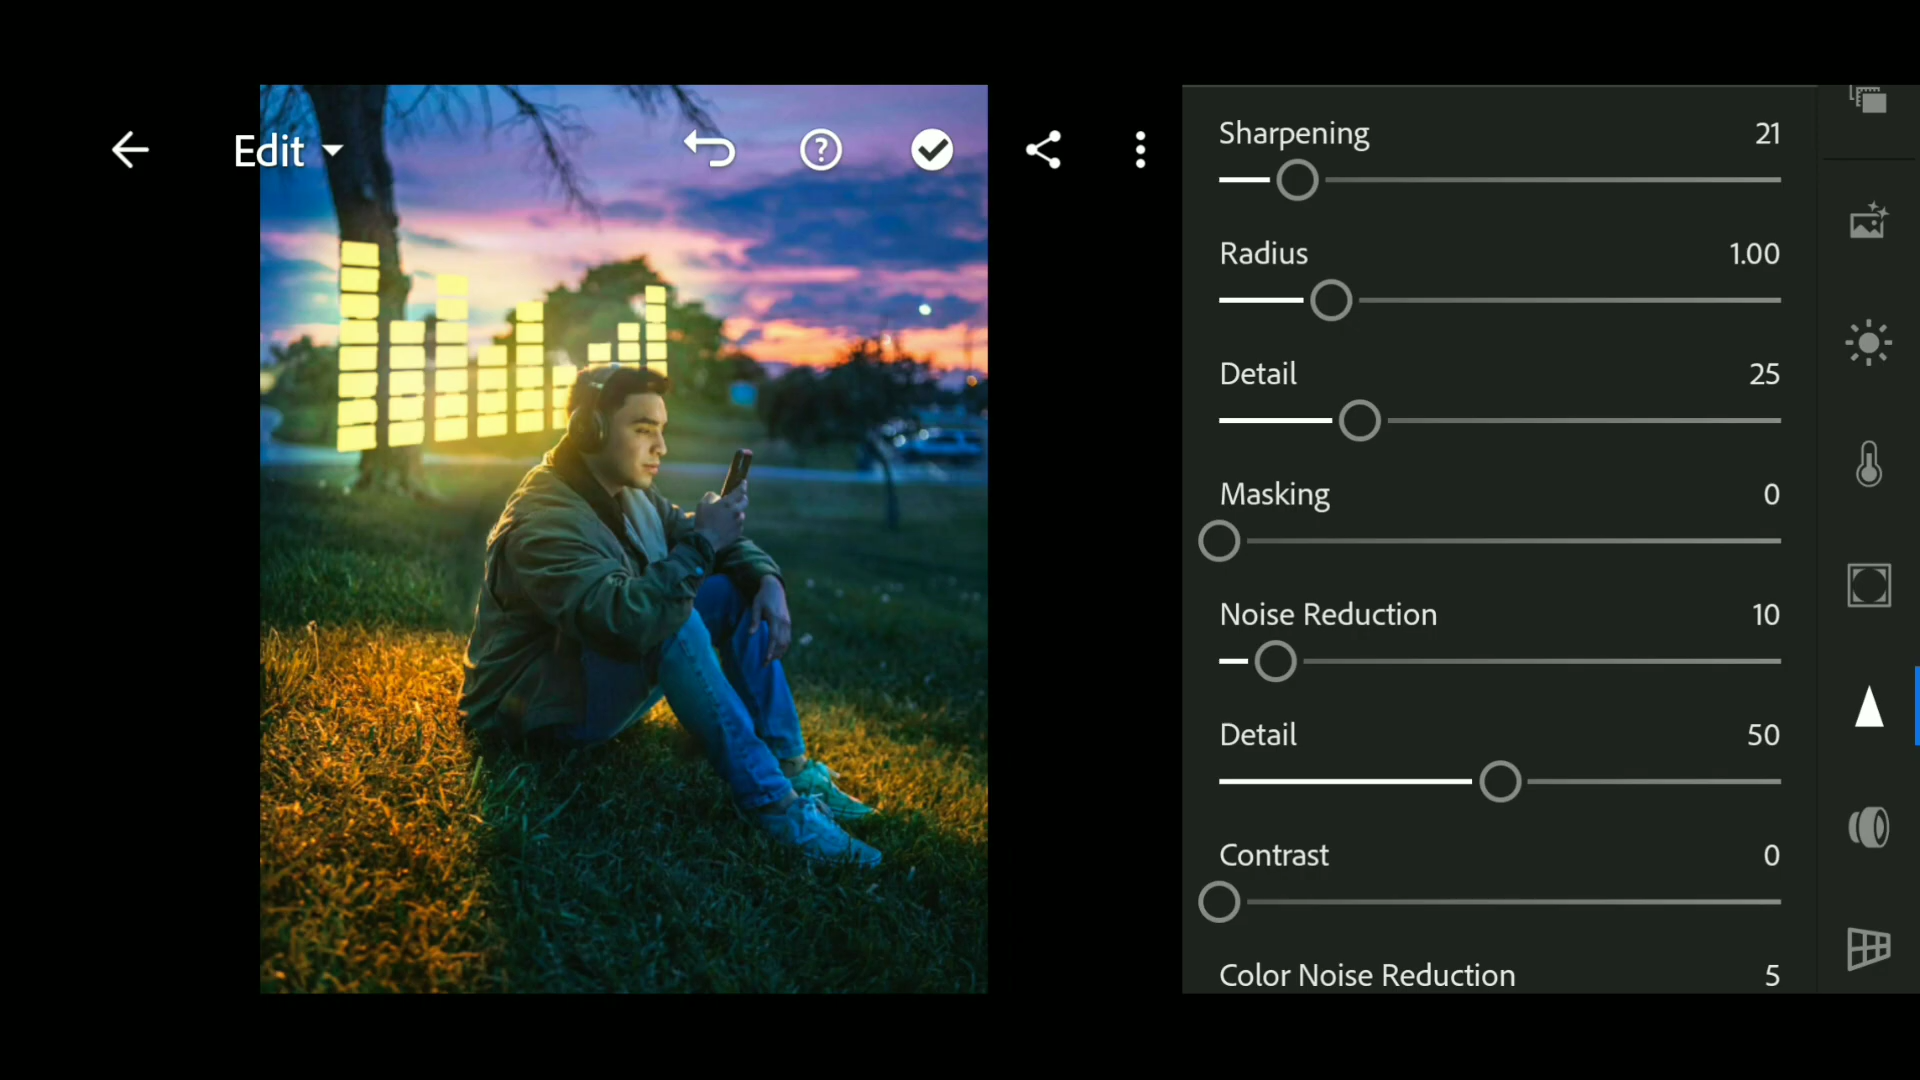 Edit
Sharpening 21
Radius 1.00
Detail 25
Masking 0
Noise Reduction 10
Detail 50
Contrast 0
Color Noise Reduction 5